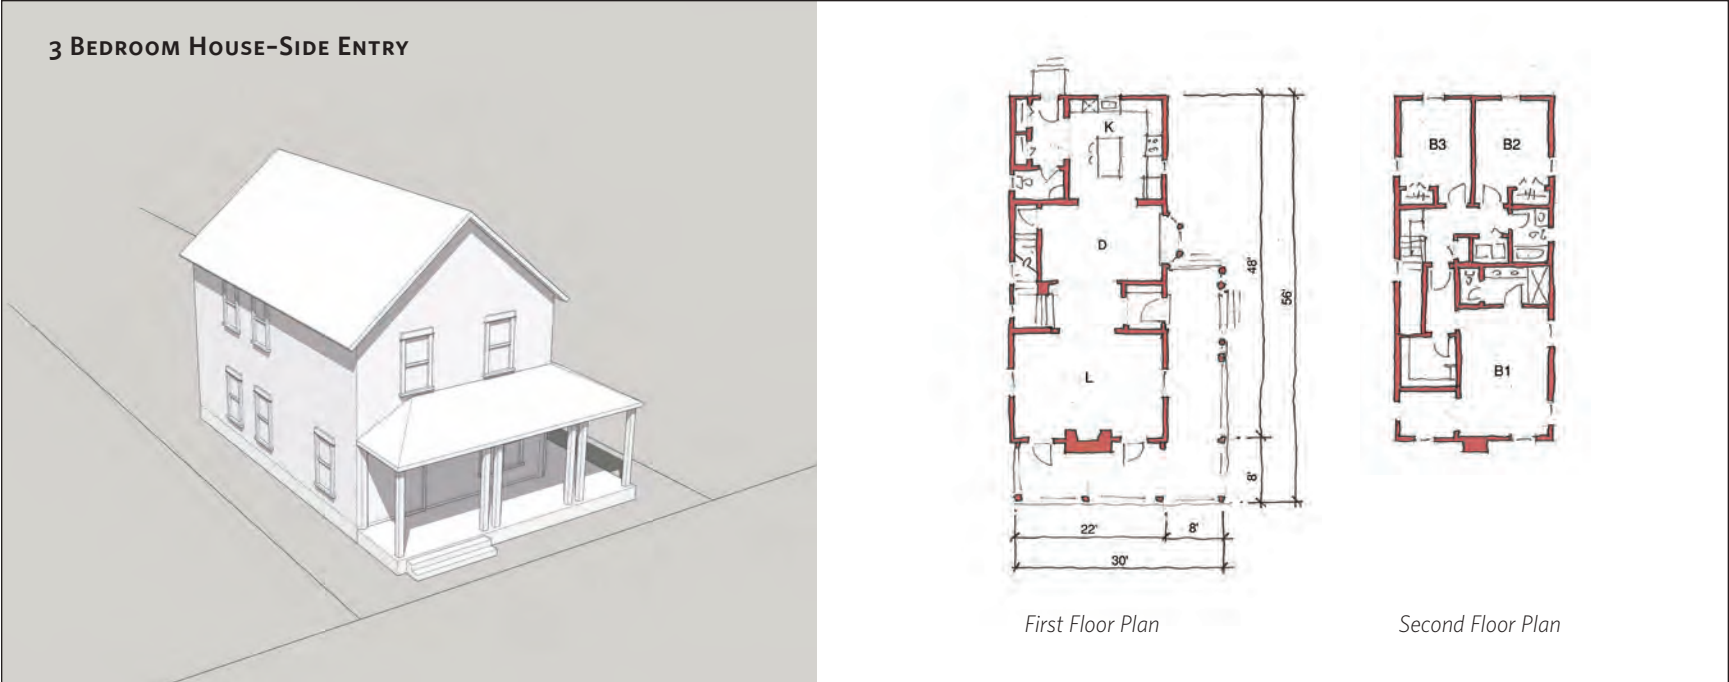 3 Bedroom House–Side Entry
K
D
L
48'
56'
8'
22'
8'
30'
B3
B2
B1
First Floor Plan
Second Floor Plan